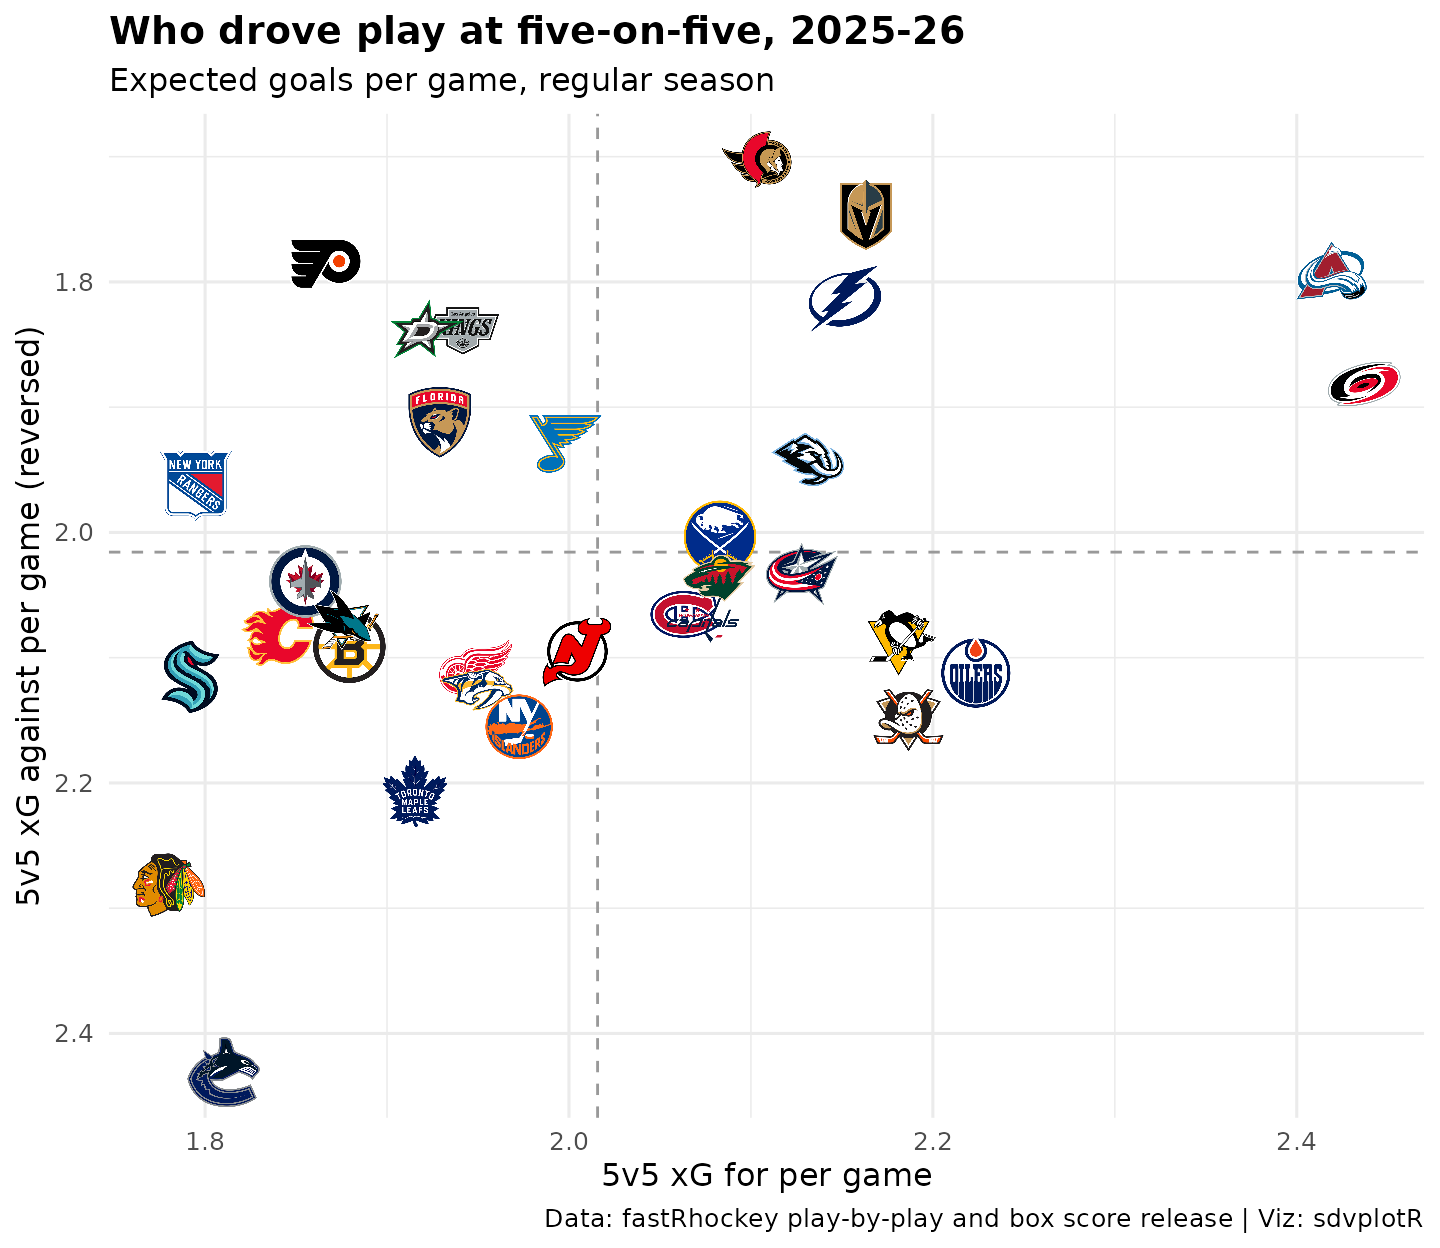 Who drove play at five-on-five, 2025-26
Expected goals per game, regular season
5v5 xG against per game (reversed)
1.8
2.0
2.2
2.4
FLORIDA
NEW YORK
RANGERS
KINGS
D
C
B
NJ
NY
ISLANDERS
OILERS
TORONTO
MAPLE
LEAFS
capitals
1.8
2.0
2.2
2.4
5v5 xG for per game
Data: fastRhockey play-by-play and box score release | Viz: sdvplotR